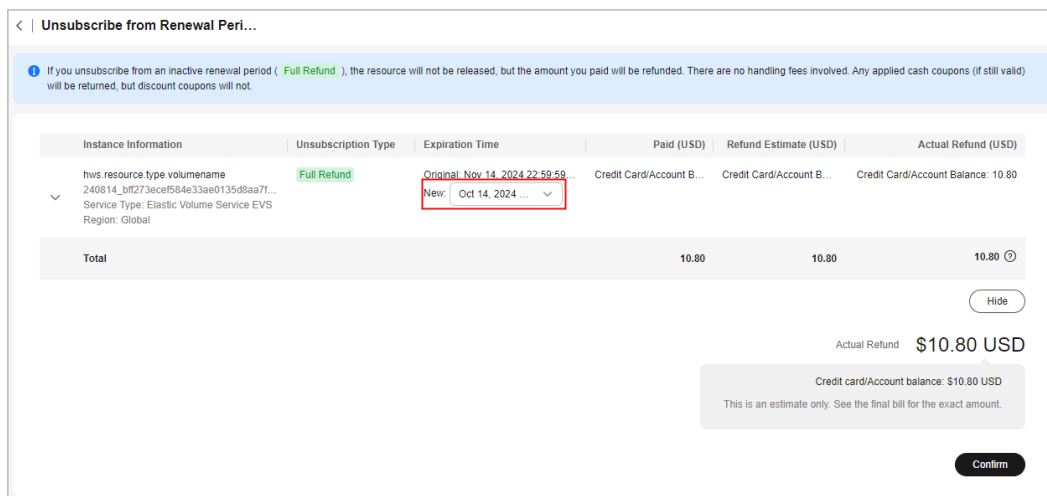 Unsubscribe from Renewal Peri...
If you unsubscribe from an inactive renewal period ( Full Refund ), the resource will not be released, but the amount you paid will be refunded. There are no handling fees involved. Any applied cash coupons (if still valid)
will be returned, but discount coupons will not.
Instance Information Unsubscription Type Expiration Time Paid (USD) Refund Estimate (USD) Actual Refund (USD)
hws.resource.type.volumename Full Refund Original: Nov 14, 2024 22:59:59... Credit Card/Account B... Credit Card/Account B... Credit Card/Account Balance: 10.80
240814_bff273ecef584e33ae0135d8aa7f... New: Oct 14, 2024 ...
Service Type: Elastic Volume Service EVS
Region: Global
Total 10.80 10.80 10.80
Hide
Actual Refund $10.80 USD
Credit card/Account balance: $10.80 USD
This is an estimate only. See the final bill for the exact amount.
Confirm